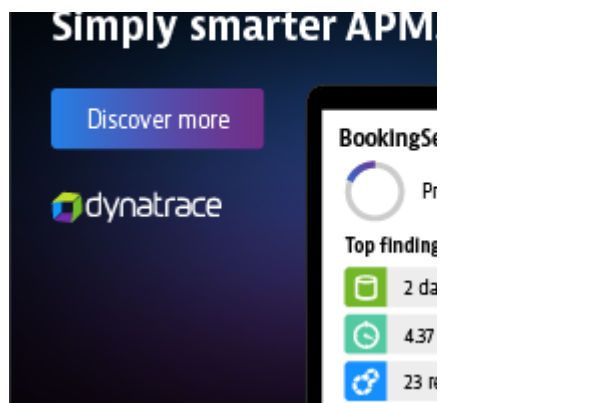 Simply smarter APM.
Discover more
dynatrace
BookingSe
Pr
Top finding
2 da
4.37
23 re